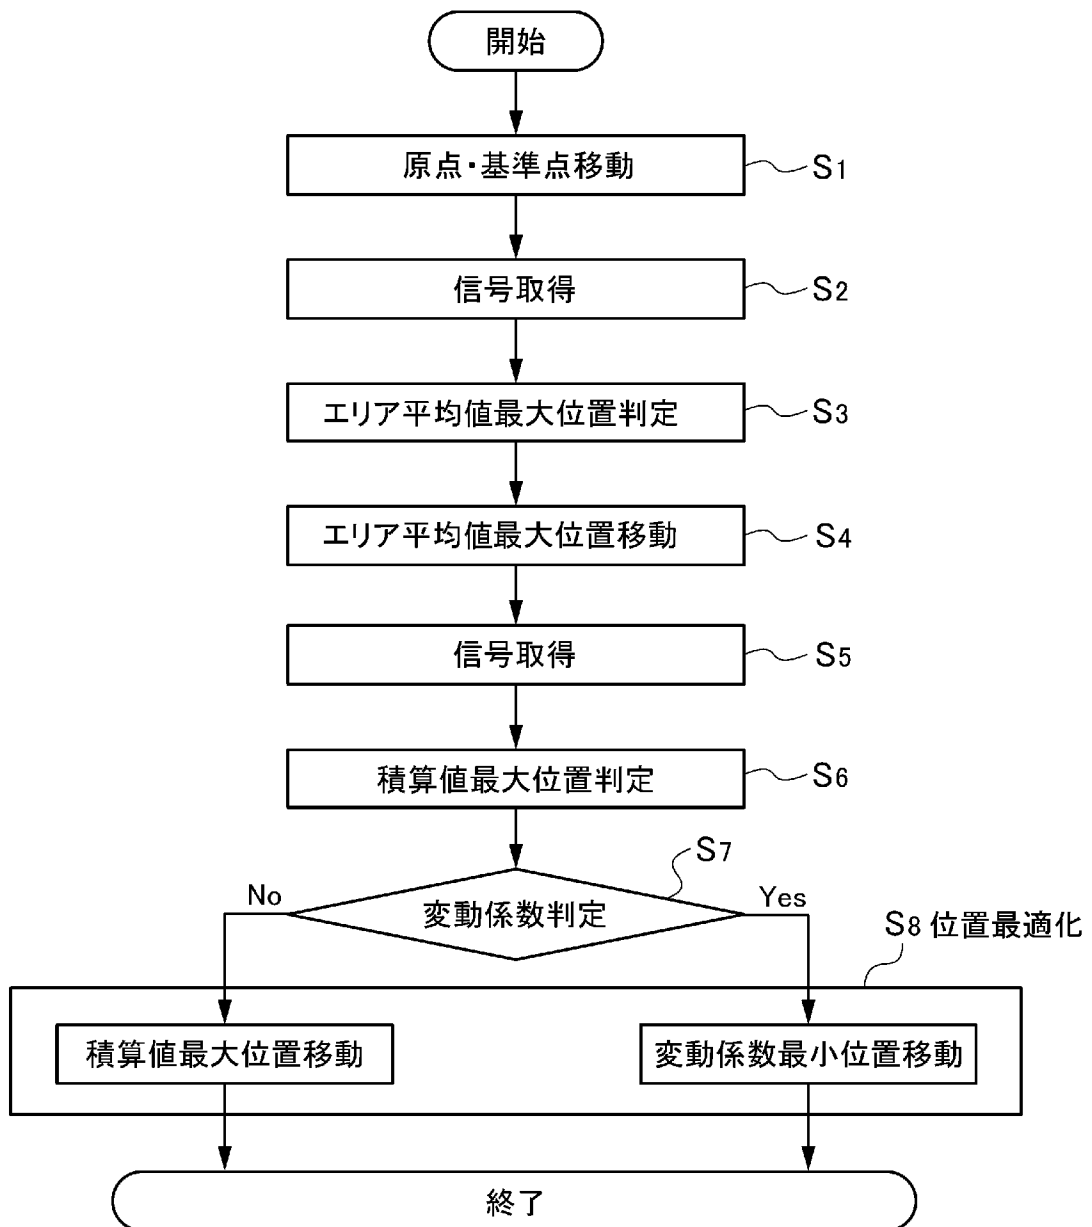 開始
原点・基準点移動
S1
信号取得
S2
エリア平均値最大位置判定
S3
エリア平均値最大位置移動
S4
信号取得
S5
積算値最大位置判定
S6
S7
No
変動係数判定
Yes
S8 位置最適化
積算値最大位置移動
変動係数最小位置移動
終了